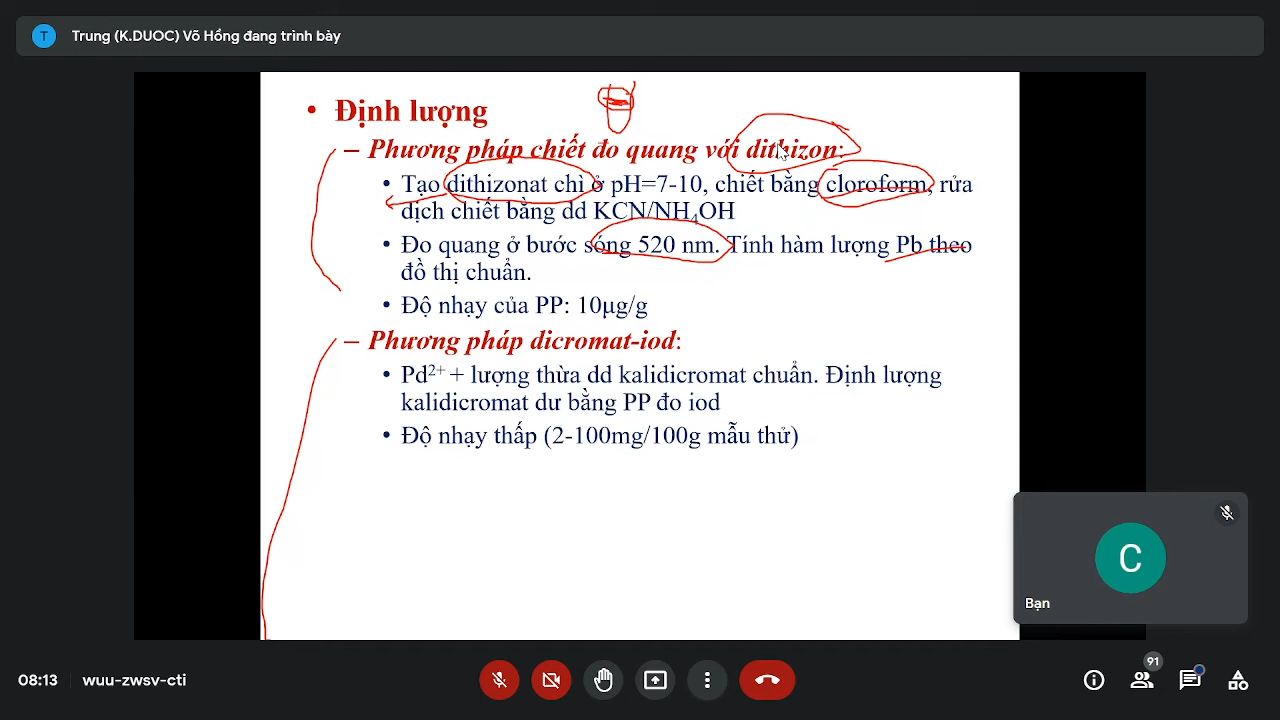 T Trung (K.DUOC) Võ Hồng đang trình bày
• Định lượng
– Phương pháp chiết đo quang với dithizon:
• Tạo dithizonat chì ở pH=7-10, chiết bằng cloroform, rửa
dịch chiết bằng dd KCN/NH₄OH
• Đo quang ở bước sóng 520 nm. Tính hàm lượng Pb theo
đồ thị chuẩn.
• Độ nhạy của PP: 10µg/g
– Phương pháp dicromat-iod:
• Pd²⁺ + lượng thừa dd kalidicromat chuẩn. Định lượng
kalidicromat dư bằng PP đo iod
• Độ nhạy thấp (2-100mg/100g mẫu thử)
C
Bạn
08:13 wuu-zwsv-cti
91